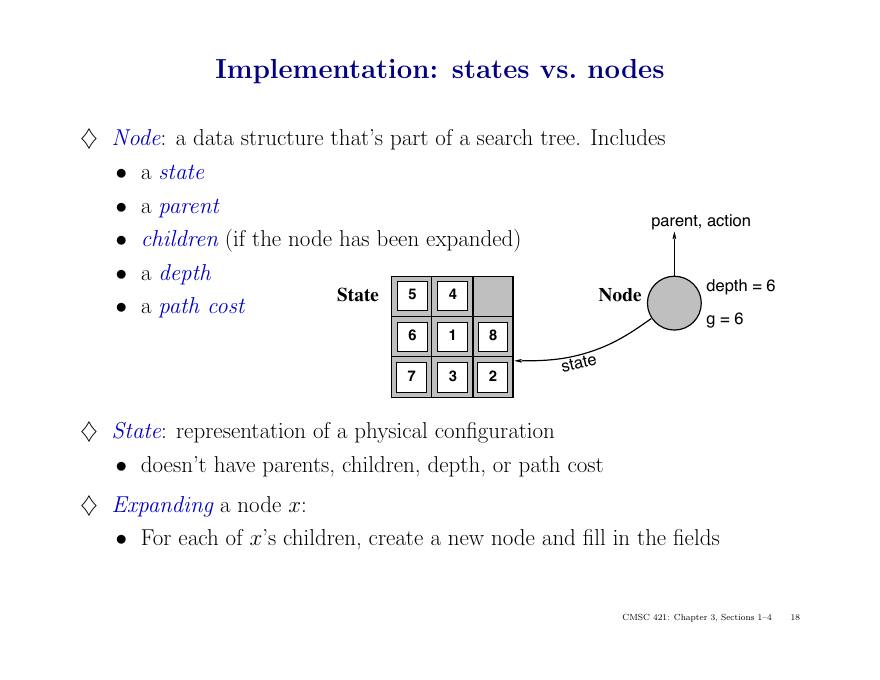 Implementation: states vs. nodes
♢ Node: a data structure that's part of a search tree. Includes
• a state
• a parent
• children (if the node has been expanded)
• a depth
• a path cost
parent, action
State
5 4
6 1 8
7 3 2
Node
depth = 6
g = 6
state
♢ State: representation of a physical configuration
• doesn't have parents, children, depth, or path cost
♢ Expanding a node x:
• For each of x's children, create a new node and fill in the fields
CMSC 421: Chapter 3, Sections 1–4 18